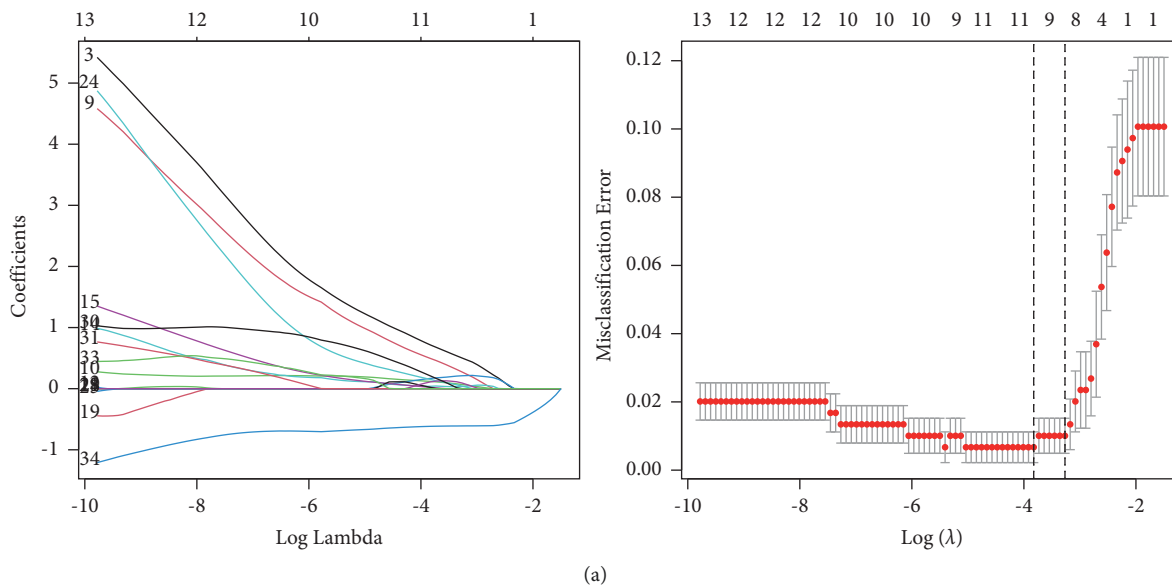 13 12 10 11 1
Coefficients
5
4
3
2
1
0
-1
3
24
9
15
30
31
33
10
19
34
-10 -8 -6 -4 -2
Log Lambda
13 12 12 12 12 10 10 10 9 11 11 9 8 4 1 1
Misclassification Error
0.12
0.10
0.08
0.06
0.04
0.02
0.00
-10 -8 -6 -4 -2
Log (λ)
(a)